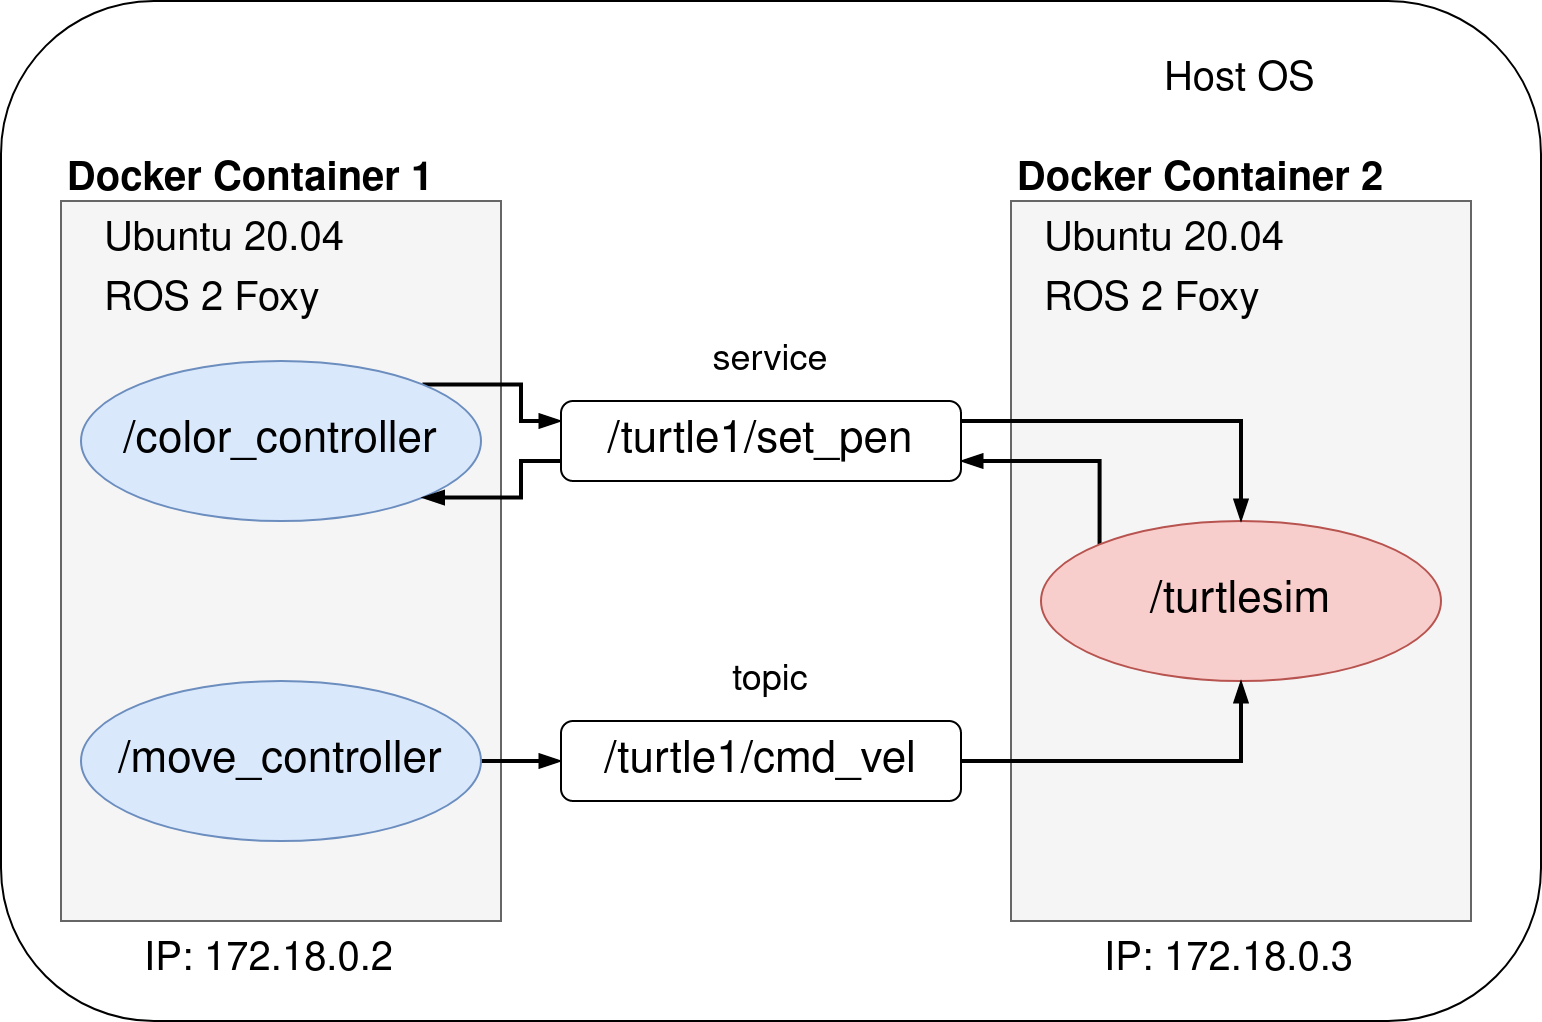 Host OS
Docker Container 1
Docker Container 2
Ubuntu 20.04
ROS 2 Foxy
Ubuntu 20.04
ROS 2 Foxy
service
/color_controller
/turtle1/set_pen
/turtlesim
topic
/move_controller
/turtle1/cmd_vel
IP: 172.18.0.2
IP: 172.18.0.3